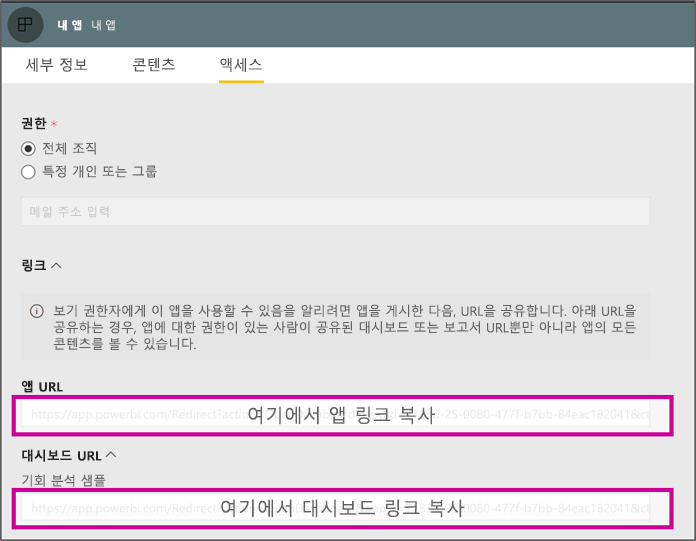 내 앱 내 앱
세부 정보 콘텐츠 액세스
권한 *
전체 조직
특정 개인 또는 그룹
메일 주소 입력
링크
보기 권한자에게 이 앱을 사용할 수 있음을 알리려면 앱을 게시한 다음, URL을 공유합니다. 아래 URL을
공유하는 경우, 앱에 대한 권한이 있는 사람이 공유된 대시보드 또는 보고서 URL뿐만 아니라 앱의 모든
콘텐츠를 볼 수 있습니다.
앱 URL
https://app.powerbi.com/Redirect?action 여기에서 앱 링크 복사 25-0080-477f-b7bb-84eac182041&ct
대시보드 URL
기회 분석 샘플
https://app.powerbi.com/Redirect 여기에서 대시보드 링크 복사 0080-477f-b7bb-84eac182041&ct